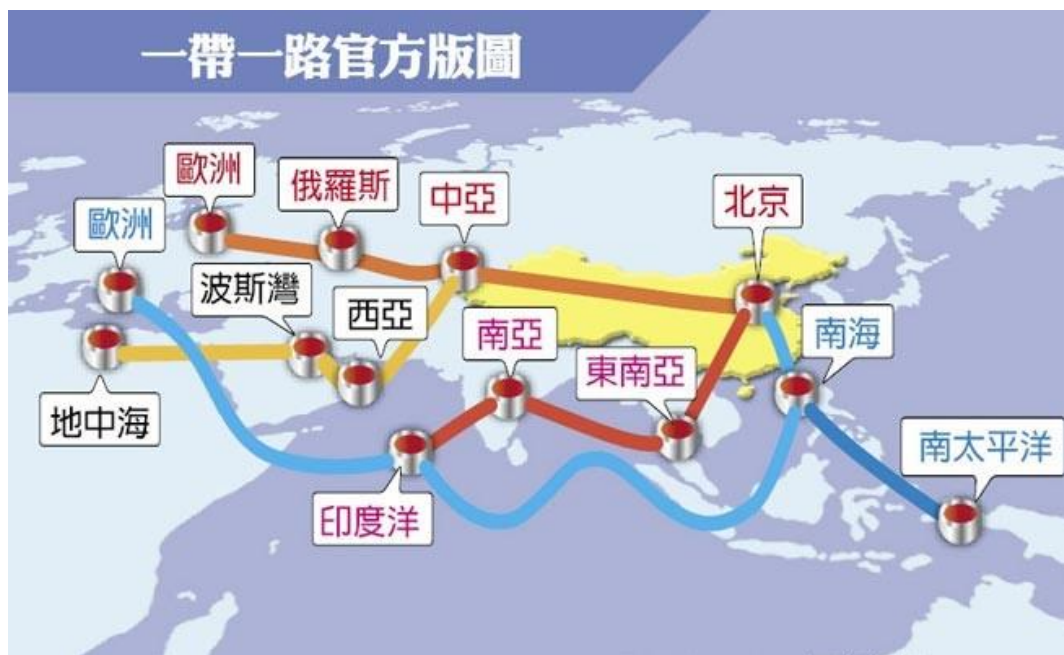 一帶一路官方版圖
歐洲
俄羅斯
中亞
北京
歐洲
波斯灣
西亞
南亞
東南亞
南海
地中海
印度洋
南太平洋